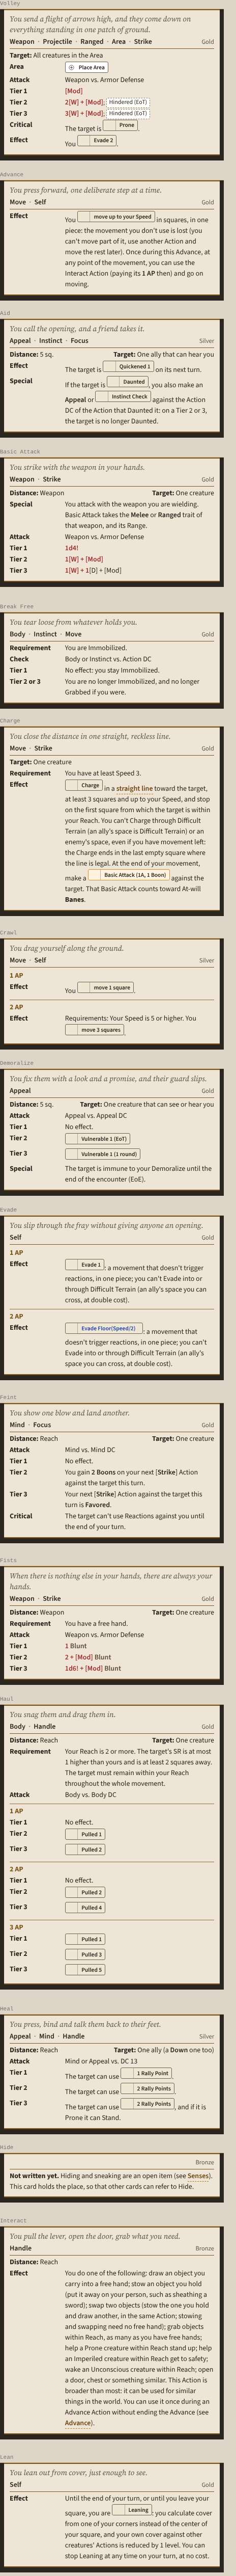 Volley
You send a flight of arrows high, and they come down on
everything standing in one patch of ground.
Weapon · Projectile · Ranged · Area · Strike Gold
Target: All creatures in the Area
Area Place Area
Attack Weapon vs. Armor Defense
Tier 1 [Mod]
Tier 2 2[W] + [Mod]; Hindered (EoT)
Tier 3 3[W] + [Mod]; Hindered (EoT)
Critical The target is Prone
Effect You Evade 2
Advance
You press forward, one deliberate step at a time.
Move · Self Gold
Effect You move up to your Speed in squares, in one
piece: the movement you don't use is lost (you
can't move part of it, use another Action and
move the rest later). Once during this Advance, at
any point of the movement, you can use the
Interact Action (paying its 1 AP then) and go on
moving.
Aid
You call the opening, and a friend takes it.
Appeal · Instinct · Focus Silver
Distance: 5 sq. Target: One ally that can hear you
Effect The target is Quickened 1 on its next turn.
Special If the target is Daunted, you also make an
Appeal or Instinct Check against the Action
DC of the Action that Daunted it: on a Tier 2 or 3,
the target is no longer Daunted.
Basic Attack
You strike with the weapon in your hands.
Weapon · Strike Gold
Distance: Weapon Target: One creature
Special You attack with the weapon you are wielding.
Basic Attack takes the Melee or Ranged trait of
that weapon, and its Range.
Attack Weapon vs. Armor Defense
Tier 1 1d4!
Tier 2 1[W] + [Mod]
Tier 3 1[W] + 1[D] + [Mod]
Break Free
You tear loose from whatever holds you.
Body · Instinct · Move Gold
Requirement You are Immobilized.
Check Body or Instinct vs. Action DC
Tier 1 No effect: you stay Immobilized.
Tier 2 or 3 You are no longer Immobilized, and no longer
Grabbed if you were.
Charge
You close the distance in one straight, reckless line.
Move · Strike Gold
Target: One creature
Requirement You have at least Speed 3.
Effect Charge in a straight line toward the target,
at least 3 squares and up to your Speed, and stop
on the first square from which the target is within
your Reach. You can't Charge through Difficult
Terrain (an ally's space is Difficult Terrain) or an
enemy's space, even if you have movement left:
the Charge ends in the last empty square where
the line is legal. At the end of your movement,
make a Basic Attack (1A, 1 Boon) against the
target. That Basic Attack counts toward At-will
Banes.
Crawl
You drag yourself along the ground.
Move · Self Silver
1 AP
Effect You move 1 square
2 AP
Effect Requirements: Your Speed is 5 or higher. You
move 3 squares
Demoralize
You fix them with a look and a promise, and their guard slips.
Appeal Gold
Distance: 5 sq. Target: One creature that can see or hear you
Attack Appeal vs. Appeal DC
Tier 1 No effect.
Tier 2 Vulnerable 1 (EoT)
Tier 3 Vulnerable 1 (1 round)
Special The target is immune to your Demoralize until the
end of the encounter (EoE).
Evade
You slip through the fray without giving anyone an opening.
Self Gold
1 AP
Effect Evade 1: a movement that doesn't trigger
reactions, in one piece; you can't Evade into or
through Difficult Terrain (an ally's space you can
cross, at double cost).
2 AP
Effect Evade Floor(Speed/2): a movement that
doesn't trigger reactions, in one piece; you can't
Evade into or through Difficult Terrain (an ally's
space you can cross, at double cost).
Feint
You show one blow and land another.
Mind · Focus Gold
Distance: Reach Target: One creature
Attack Mind vs. Mind DC
Tier 1 No effect.
Tier 2 You gain 2 Boons on your next [Strike] Action
against the target this turn.
Tier 3 Your next [Strike] Action against the target this
turn is Favored.
Critical The target can't use Reactions against you until
the end of your turn.
Fists
When there is nothing else in your hands, there are always your
hands.
Weapon · Strike Gold
Distance: Weapon Target: One creature
Requirement You have a free hand.
Attack Weapon vs. Armor Defense
Tier 1 1 Blunt
Tier 2 2 + [Mod] Blunt
Tier 3 1d6! + [Mod] Blunt
Haul
You snag them and drag them in.
Body · Handle Gold
Distance: Reach Target: One creature
Requirement Your Reach is 2 or more. The target's SR is at most
1 higher than yours and is at least 2 squares away.
The target must remain within your Reach
throughout the whole movement.
Attack Body vs. Body DC
1 AP
Tier 1 No effect.
Tier 2 Pulled 1
Tier 3 Pulled 2
2 AP
Tier 1 No effect.
Tier 2 Pulled 2
Tier 3 Pulled 4
3 AP
Tier 1 Pulled 1
Tier 2 Pulled 3
Tier 3 Pulled 5
Heal
You press, bind and talk them back to their feet.
Appeal · Mind · Handle Silver
Distance: Reach Target: One ally (a Down one too)
Attack Mind or Appeal vs. DC 13
Tier 1 The target can use 1 Rally Point.
Tier 2 The target can use 2 Rally Points.
Tier 3 The target can use 2 Rally Points, and if it is
Prone it can Stand.
Hide
Bronze
Not written yet. Hiding and sneaking are an open item (see Senses).
This card holds the place, so that other cards can refer to Hide.
Interact
You pull the lever, open the door, grab what you need.
Handle Bronze
Distance: Reach
Effect You do one of the following: draw an object you
carry into a free hand; stow an object you hold
(put it away on your person, such as sheathing a
sword); swap two objects (stow the one you hold
and draw another, in the same Action; stowing
and swapping need no free hand); grab objects
within Reach, as many as you have free hands;
help a Prone creature within Reach stand up; help
an Imperiled creature within Reach get to safety;
wake an Unconscious creature within Reach; open
a door, chest or something similar. This Action is
broader than most: it can be used for similar
things in the world. You can use it once during an
Advance Action without ending the Advance (see
Advance).
Lean
You lean out from cover, just enough to see.
Self Gold
Effect Until the end of your turn, or until you leave your
square, you are Leaning: you calculate cover
from one of your corners instead of the center of
your square, and your own cover against other
creatures' Actions is reduced by 1 level. You can
stop Leaning at any time on your turn, at no cost.